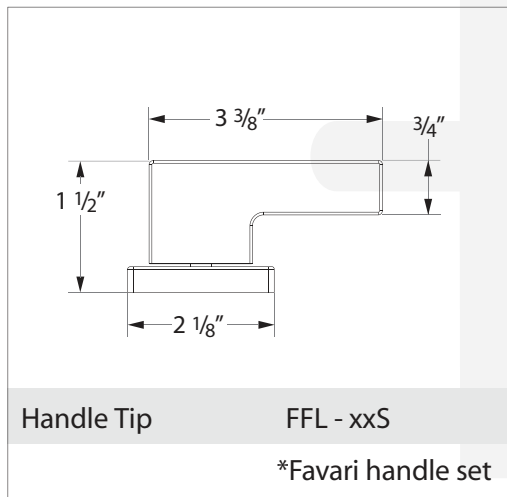 3 3/8”
3/4”
1 1/2”
2 1/8”
Handle Tip FFL - xxS
*Favari handle set